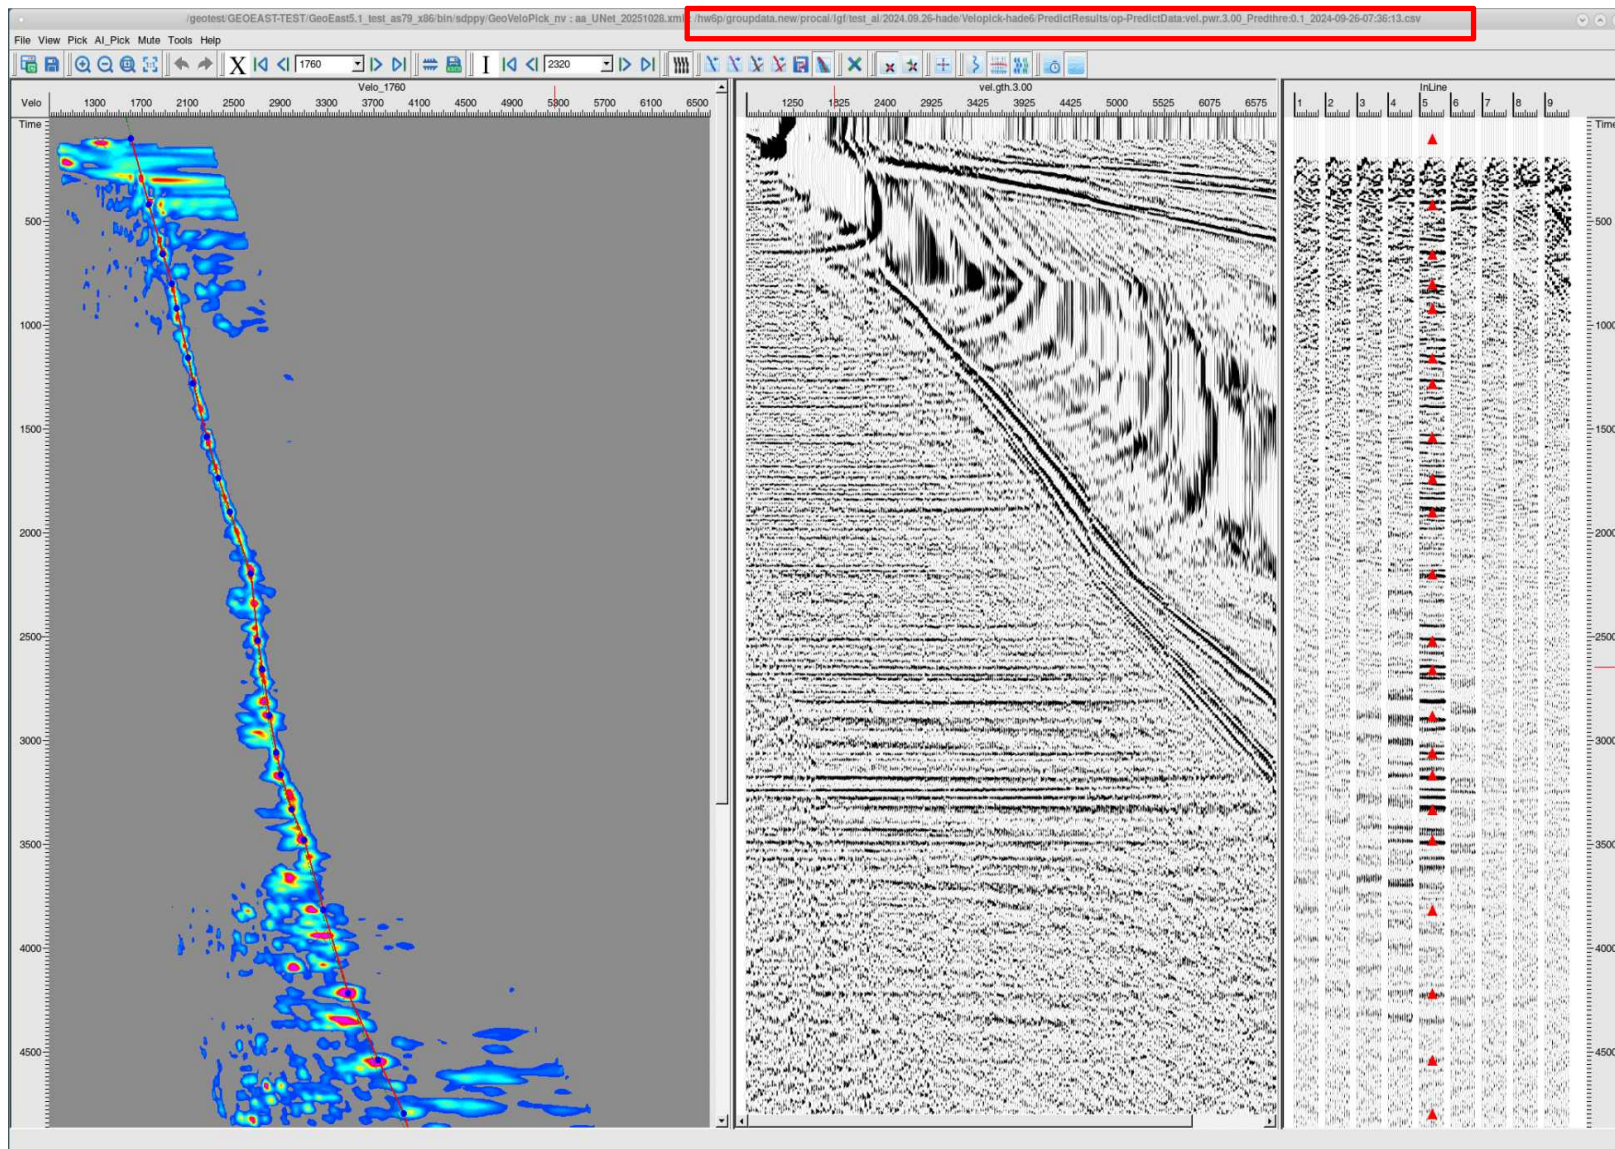 /geotest/GEOEAST-TEST/GeoEast5.1_test_as79_x86/bin/sdppy/GeoVeloPick_nv : aa_UNet_20251028.xml : /hw6p/groupdata.new/procal/lgf/test_ai/2024.09.26-hade/Velopick-hade6/PredictResults/op-PredictData:vel.pwr.3.00_Predthre:0.1_2024-09-26-07:36:13.csv
File View Pick AI_Pick Mute Tools Help
X 1760 I 2320
Velo_1760
Velo 1300 1700 2100 2500 2900 3300 3700 4100 4500 4900 5300 5700 6100 6500
Time
500
1000
1500
2000
2500
3000
3500
4000
4500
vel.gth.3.00
1250 1825 2400 2925 3425 3925 4425 5000 5525 6075 6575
InLine
1 2 3 4 5 6 7 8 9
Time
500
1000
1500
2000
2500
3000
3500
4000
4500